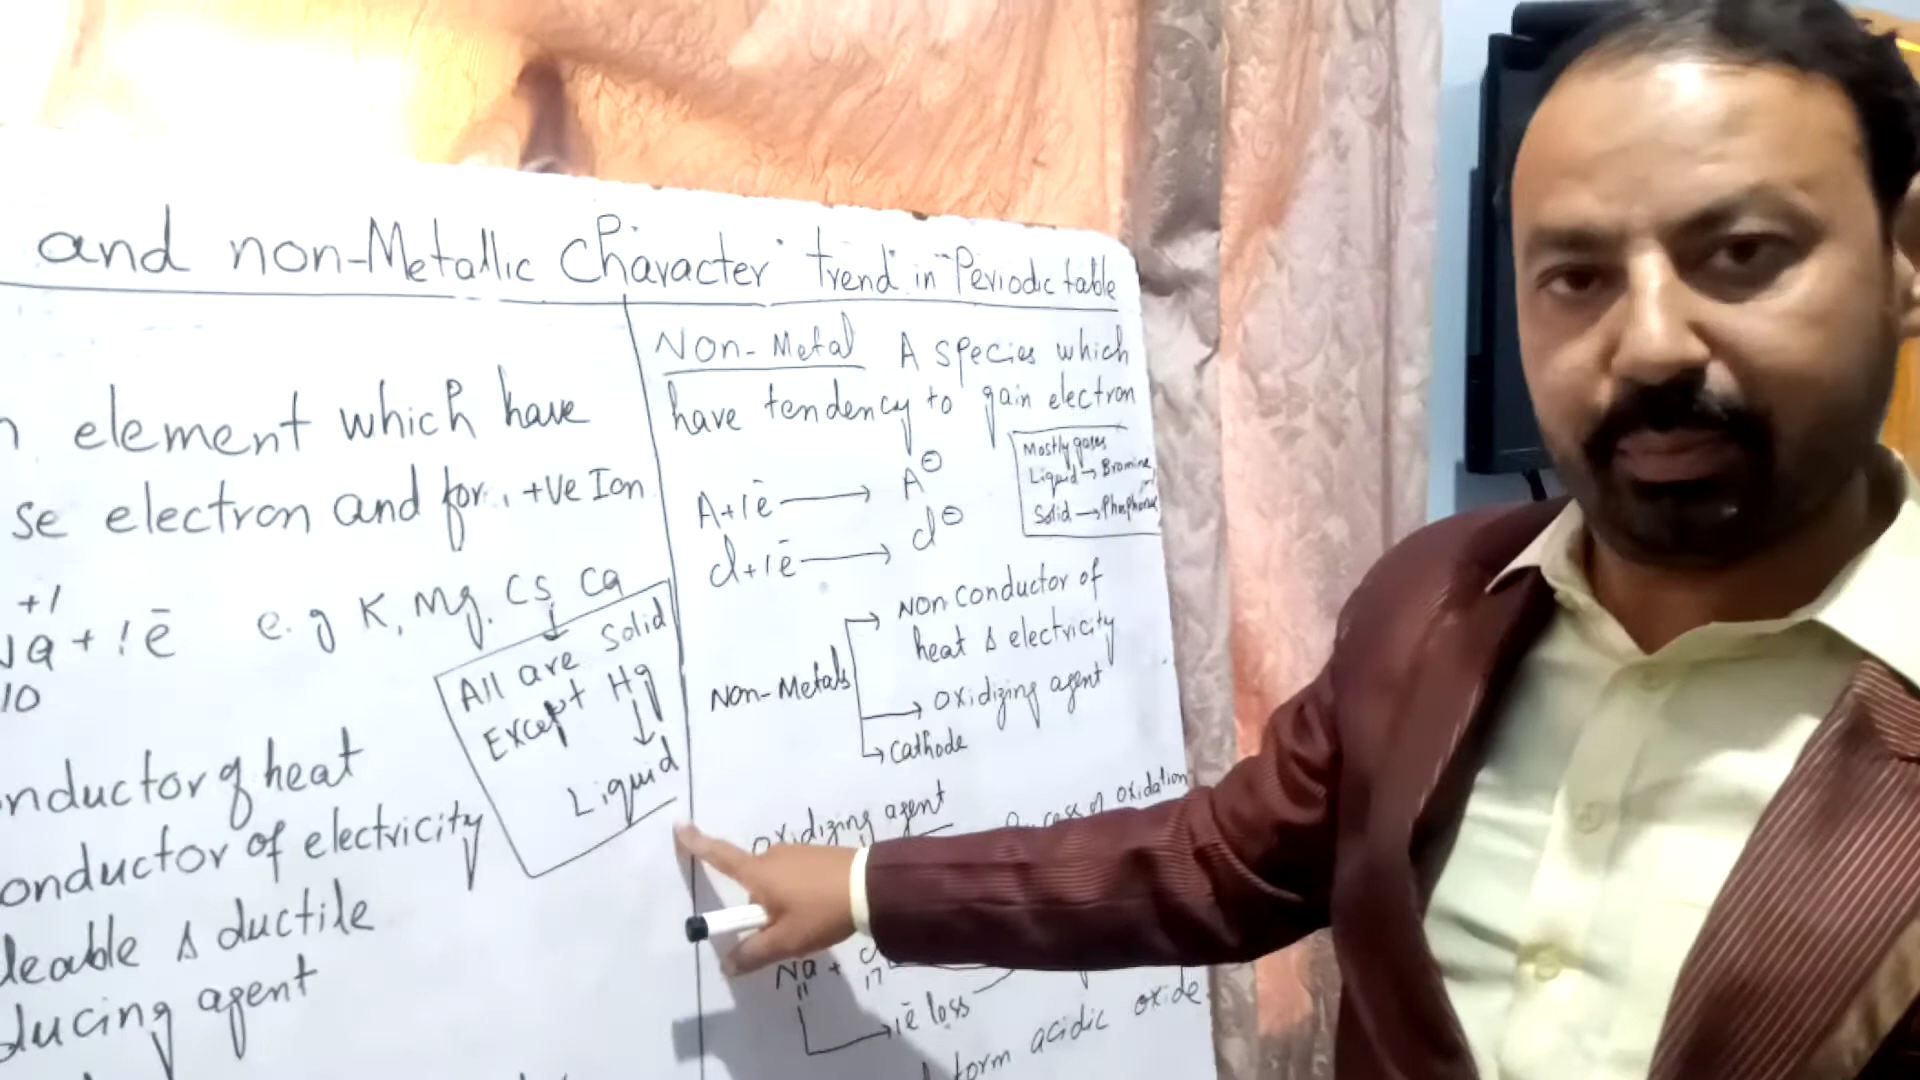 and non-Metallic Character trend in Periodic table
element which have
se electron and for.. +ve Ion
+1
Na + 1ē e.g K, Mg. Cs Ca
10
All are Solid
Except Hg
Liquid
nductor of heat
onductor of electricity
leable & ductile
ducing agent
Non-Metal A species which
have tendency to gain electron
Mostly gases
Liquid → Bromine
Solid → Phosphorus
A+1ē → A⊖
Cl+1ē → Cl⊖
Non-Metals → Non conductor of
heat & electricity
→ oxidizing agent
→ Cathode
oxidizing agent
of oxidation
Na + Cl
11 17
1ē loss
form acidic oxide